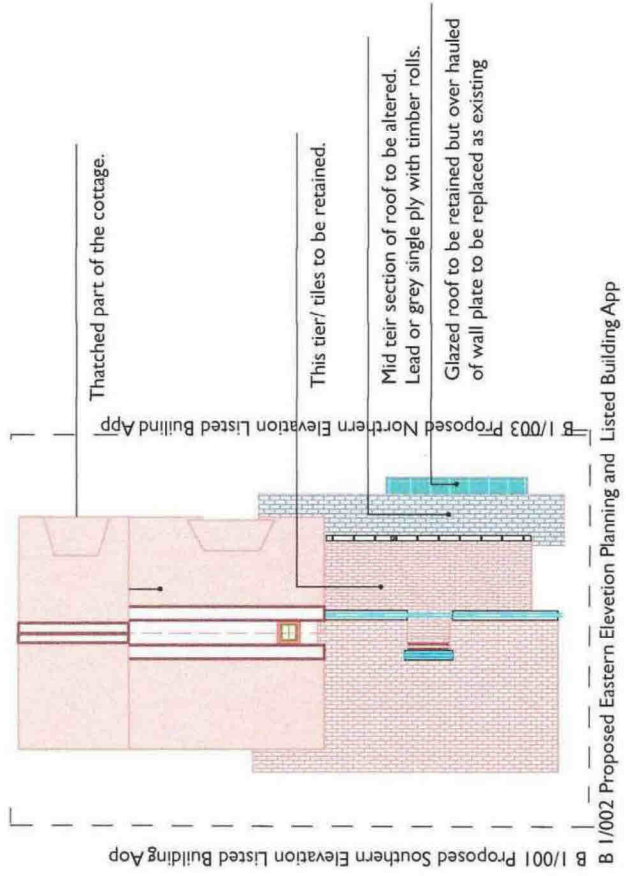 Thatched part of the cottage.
This tier/ tiles to be retained.
Mid teir section of roof to be altered.
Lead or grey single ply with timber rolls.
Glazed roof to be retained but over hauled
of wall plate to be replaced as existing
B 1/003 Proposed Northern Elevation Listed Builind App
B 1/002 Proposed Eastern Elevetion Planning and Listed Building App
B 1/001 Proposed Southern Elevation Listed Building Aop